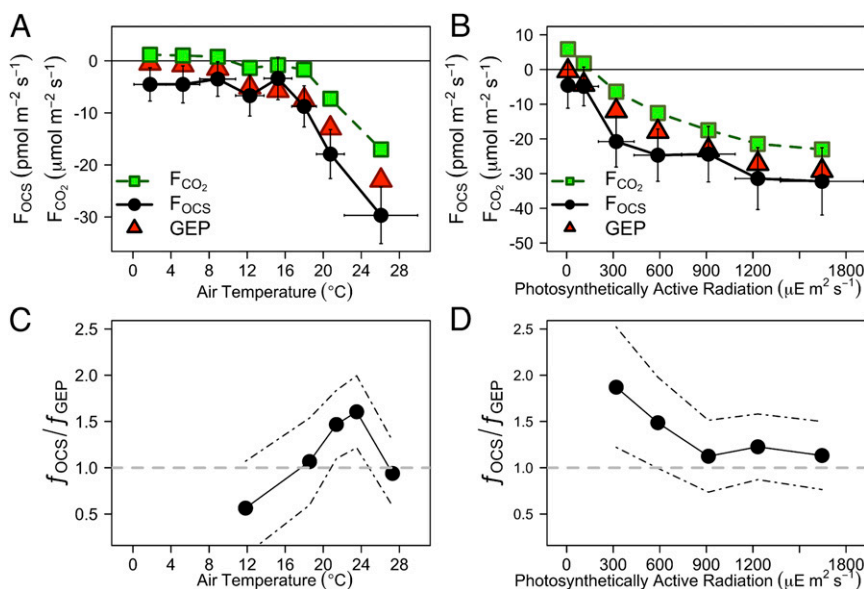 A
F_OCS (pmol m⁻² s⁻¹)
F_CO₂ (μmol m⁻² s⁻¹)
0
-10
-20
-30
F_CO₂
F_OCS
GEP
0 4 8 12 16 20 24 28
Air Temperature (°C)
B
F_OCS (pmol m⁻² s⁻¹)
F_CO₂ (μmol m⁻² s⁻¹)
10
0
-10
-20
-30
-40
-50
F_CO₂
F_OCS
GEP
0 300 600 900 1200 1800
Photosynthetically Active Radiation (μE m² s⁻¹)
C
f_OCS / f_GEP
2.5
2.0
1.5
1.0
0.5
0 4 8 12 16 20 24 28
Air Temperature (°C)
D
f_OCS / f_GEP
2.5
2.0
1.5
1.0
0.5
0 300 600 900 1200 1800
Photosynthetically Active Radiation (μE m² s⁻¹)